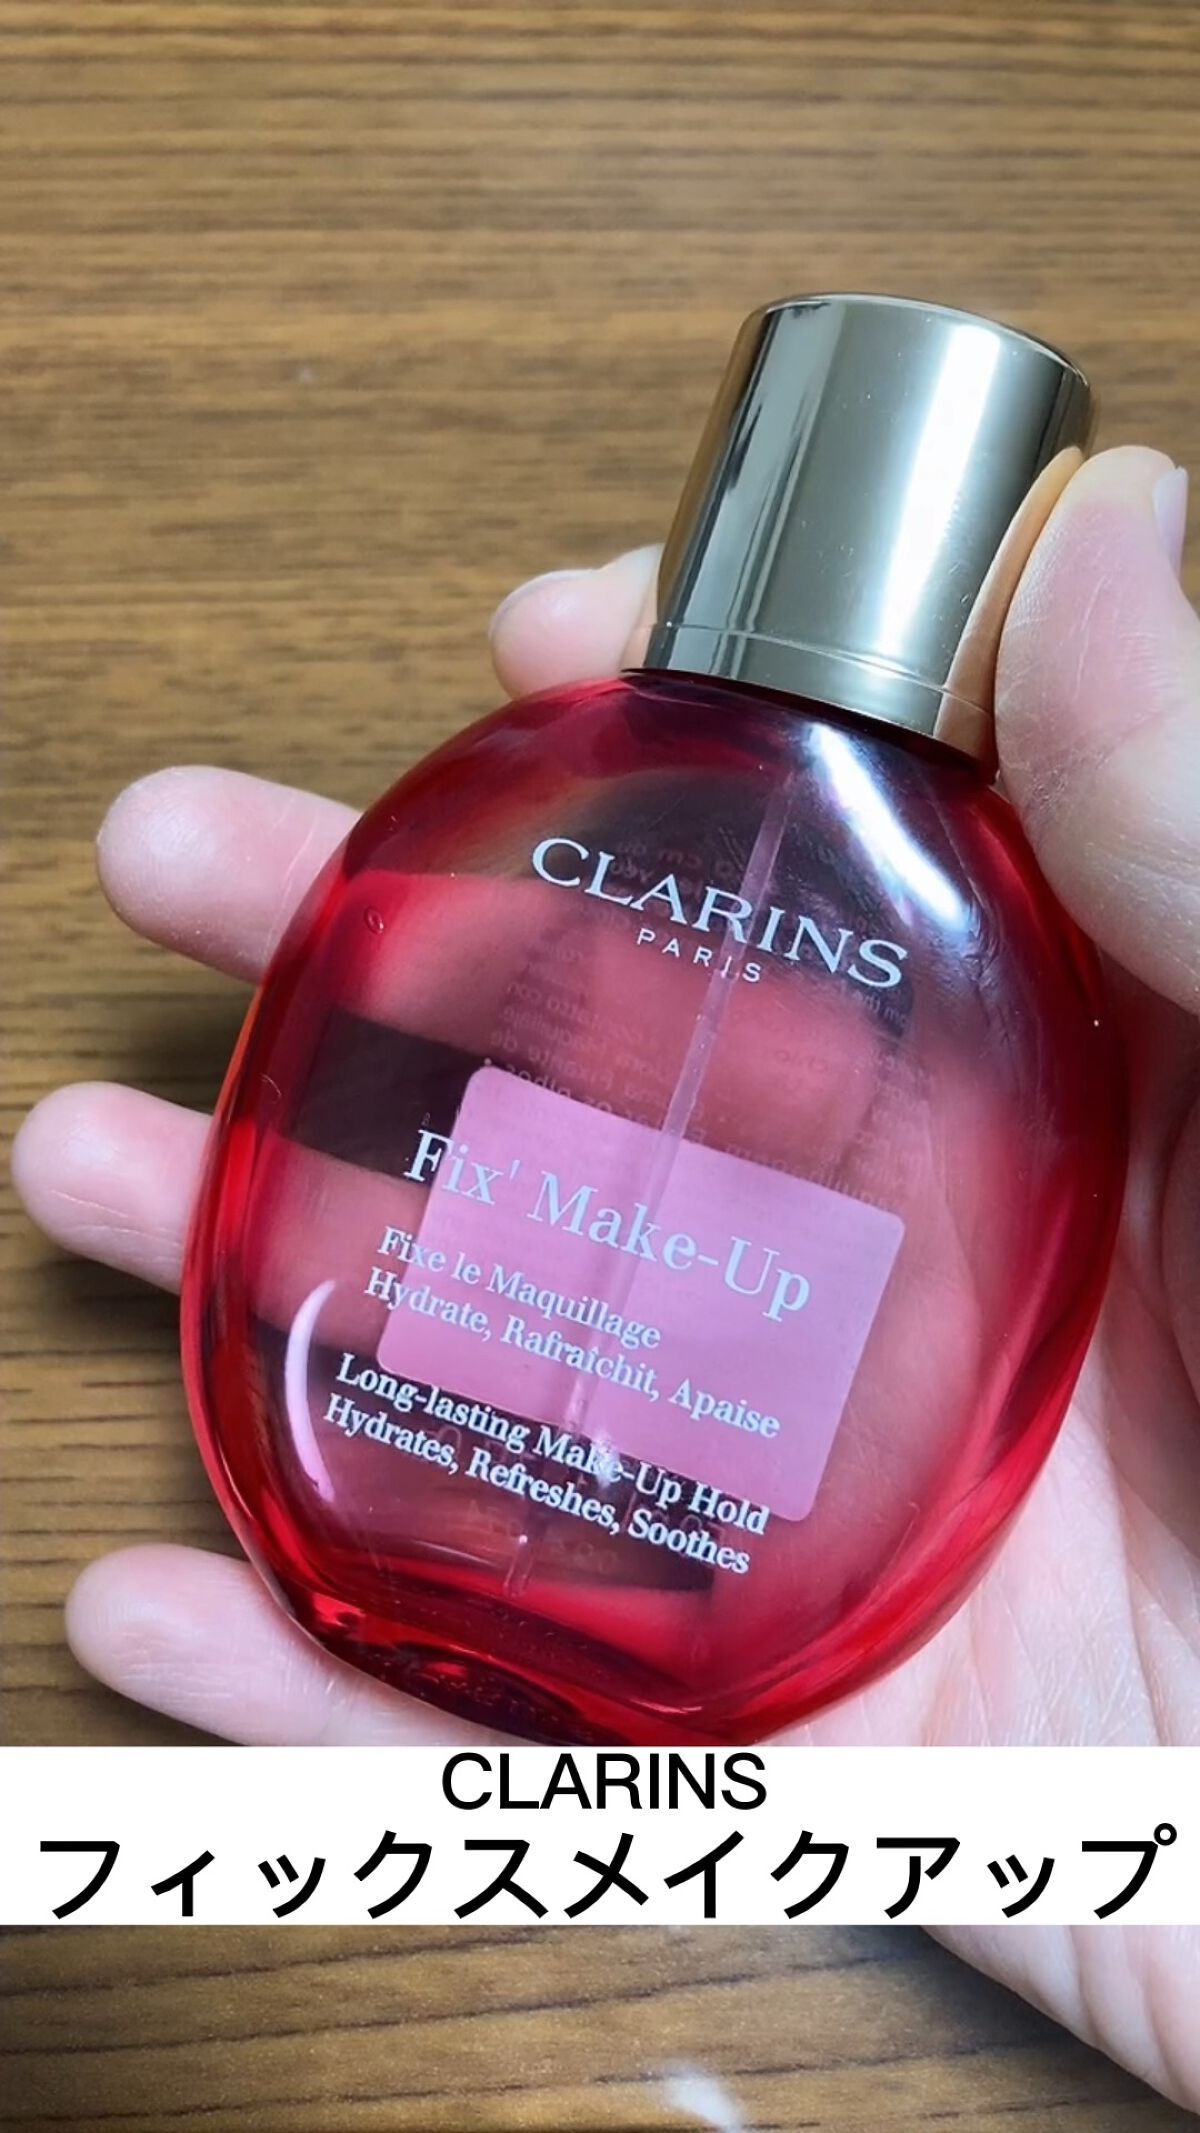 CLARINS
PARIS
Fix' Make-Up
Fixe le Maquillage
Hydrate, Rafraîchit, Apaise
Long-lasting Make-Up Hold
Hydrates, Refreshes, Soothes
CLARINS
フィックスメイクアップ